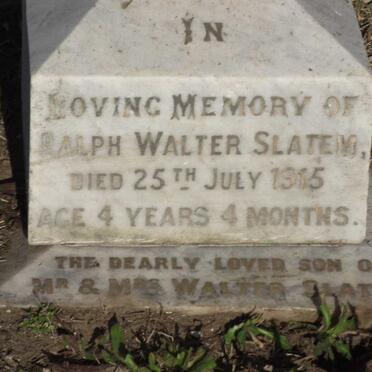 IN
LOVING MEMORY OF
RALPH WALTER SLATEM,
DIED 25TH JULY 1915
AGE 4 YEARS 4 MONTHS.
THE DEARLY LOVED SON O
MR & MRS WALTER SLAT